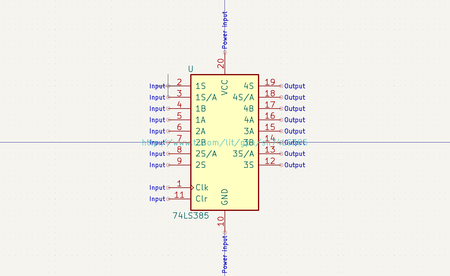 Power input
20
U
VCC
Input 2 1S 4S 19 Output
Input 3 1S/A 4S/A 18 Output
Input 4 1B 4B 17 Output
Input 5 1A 4A 16 Output
Input 6 2A 3A 15 Output
Input 7 2B 3B 14 Output
Input 8 2S/A 3S/A 13 Output
Input 9 2S 3S 12 Output
Input 1 Clk
Input 11 Clr
GND
74LS385
10
Power input